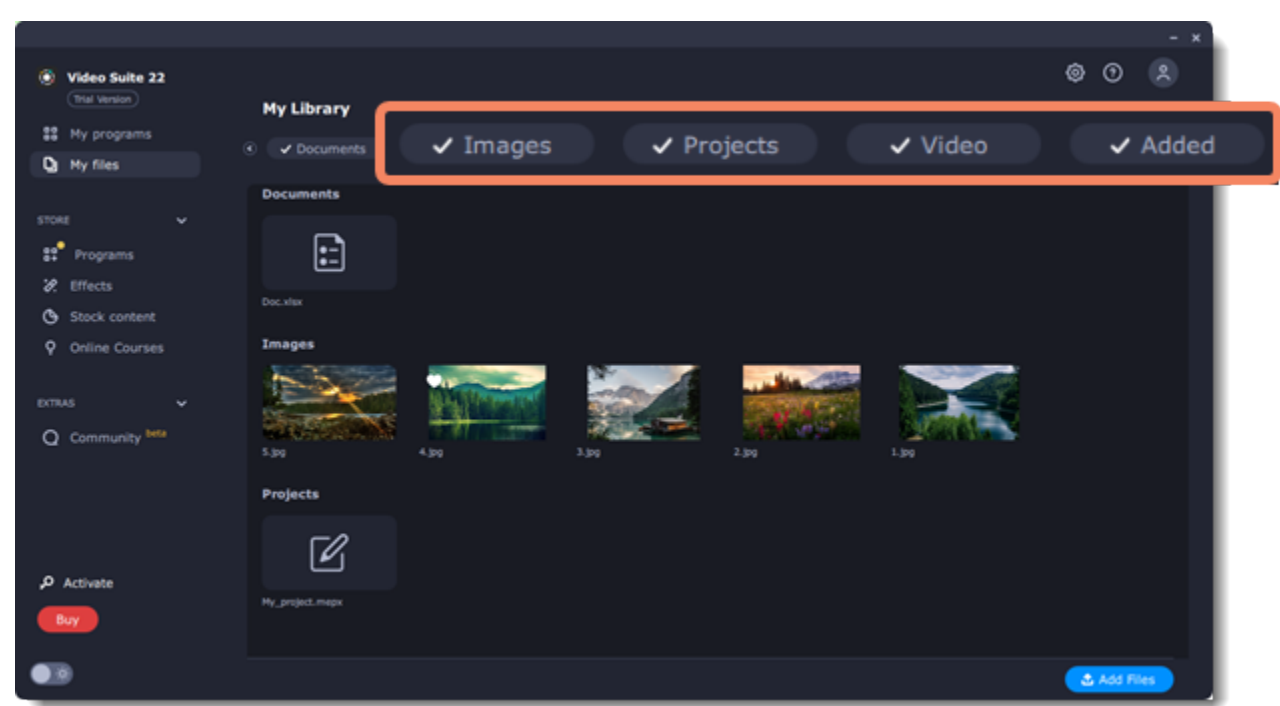 Video Suite 22
Trial Version
My programs
My files
STORE
Programs
Effects
Stock content
Online Courses
EXTRAS
Community beta
Activate
Buy
My Library
Documents
Images
Projects
Video
Added
Documents
Doc.xlsx
Images
5.jpg
4.jpg
3.jpg
2.jpg
1.jpg
Projects
My_project.mepx
Add Files